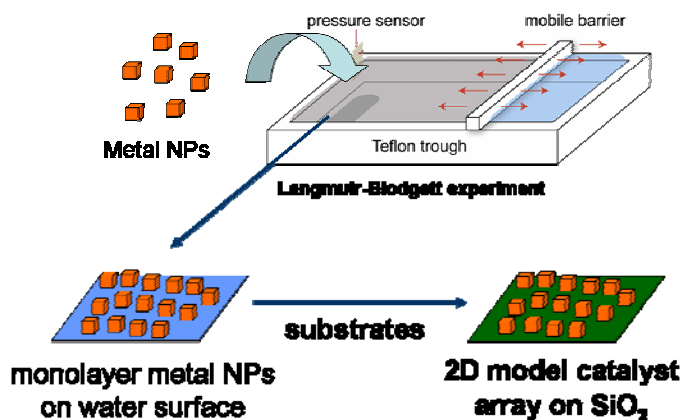 pressure sensor
mobile barrier
Metal NPs
Teflon trough
Langmuir-Blodgett experiment
substrates
monolayer metal NPs
on water surface
2D model catalyst
array on SiO₂